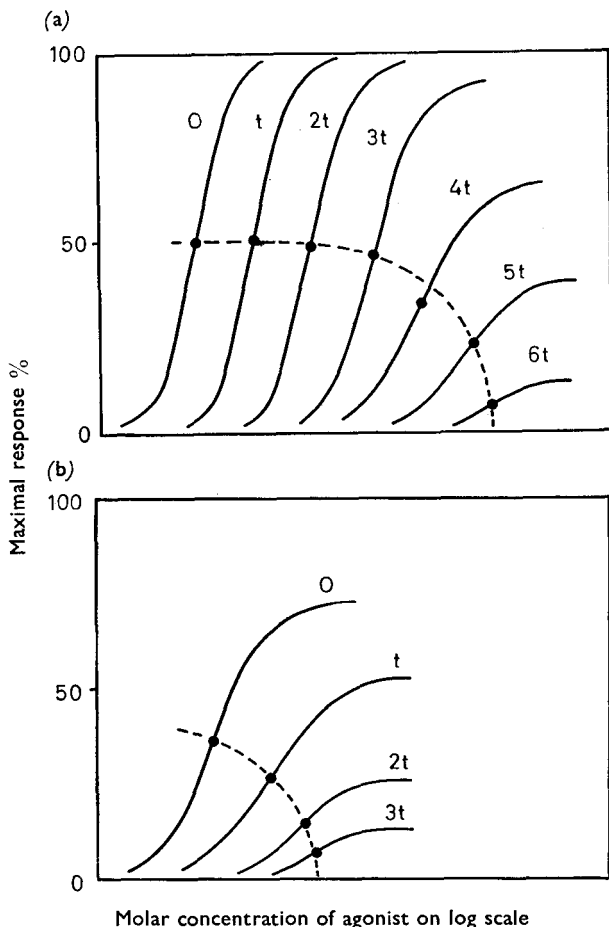 (a)
100
50
0
0
t
2t
3t
4t
5t
6t
Maximal response %
(b)
100
50
0
0
t
2t
3t
Molar concentration of agonist on log scale